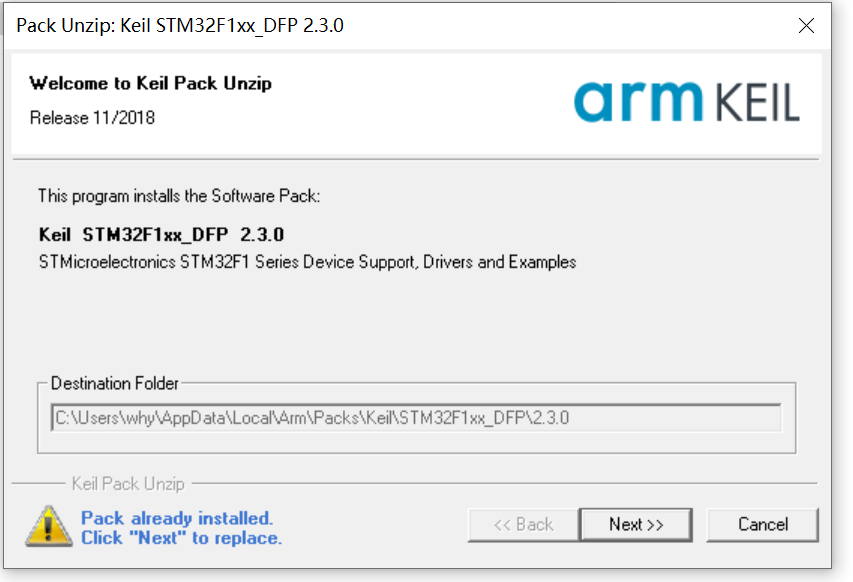 Pack Unzip: Keil STM32F1xx_DFP 2.3.0
Welcome to Keil Pack Unzip
Release 11/2018
arm KEIL
This program installs the Software Pack:
Keil STM32F1xx_DFP 2.3.0
STMicroelectronics STM32F1 Series Device Support, Drivers and Examples
Destination Folder
C:\Users\why\AppData\Local\Arm\Packs\Keil\STM32F1xx_DFP\2.3.0
Keil Pack Unzip
Pack already installed.
Click "Next" to replace.
<< Back
Next >>
Cancel